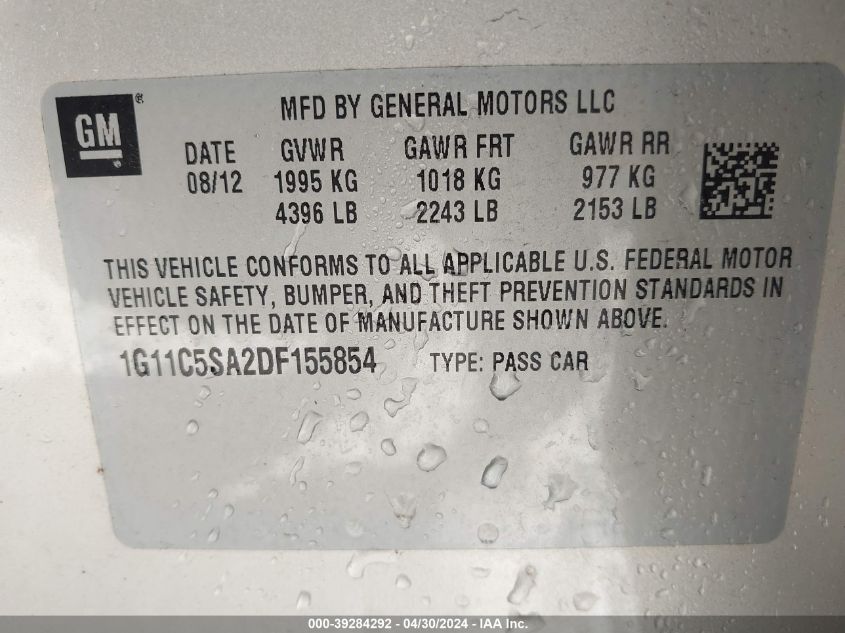 GM®
MFD BY GENERAL MOTORS LLC
DATE GVWR GAWR FRT GAWR RR
08/12 1995 KG 1018 KG 977 KG
4396 LB 2243 LB 2153 LB
THIS VEHICLE CONFORMS TO ALL APPLICABLE U.S. FEDERAL MOTOR
VEHICLE SAFETY, BUMPER, AND THEFT PREVENTION STANDARDS IN
EFFECT ON THE DATE OF MANUFACTURE SHOWN ABOVE.
1G11C5SA2DF155854 TYPE: PASS CAR
000-39284292 - 04/30/2024 - IAA Inc.